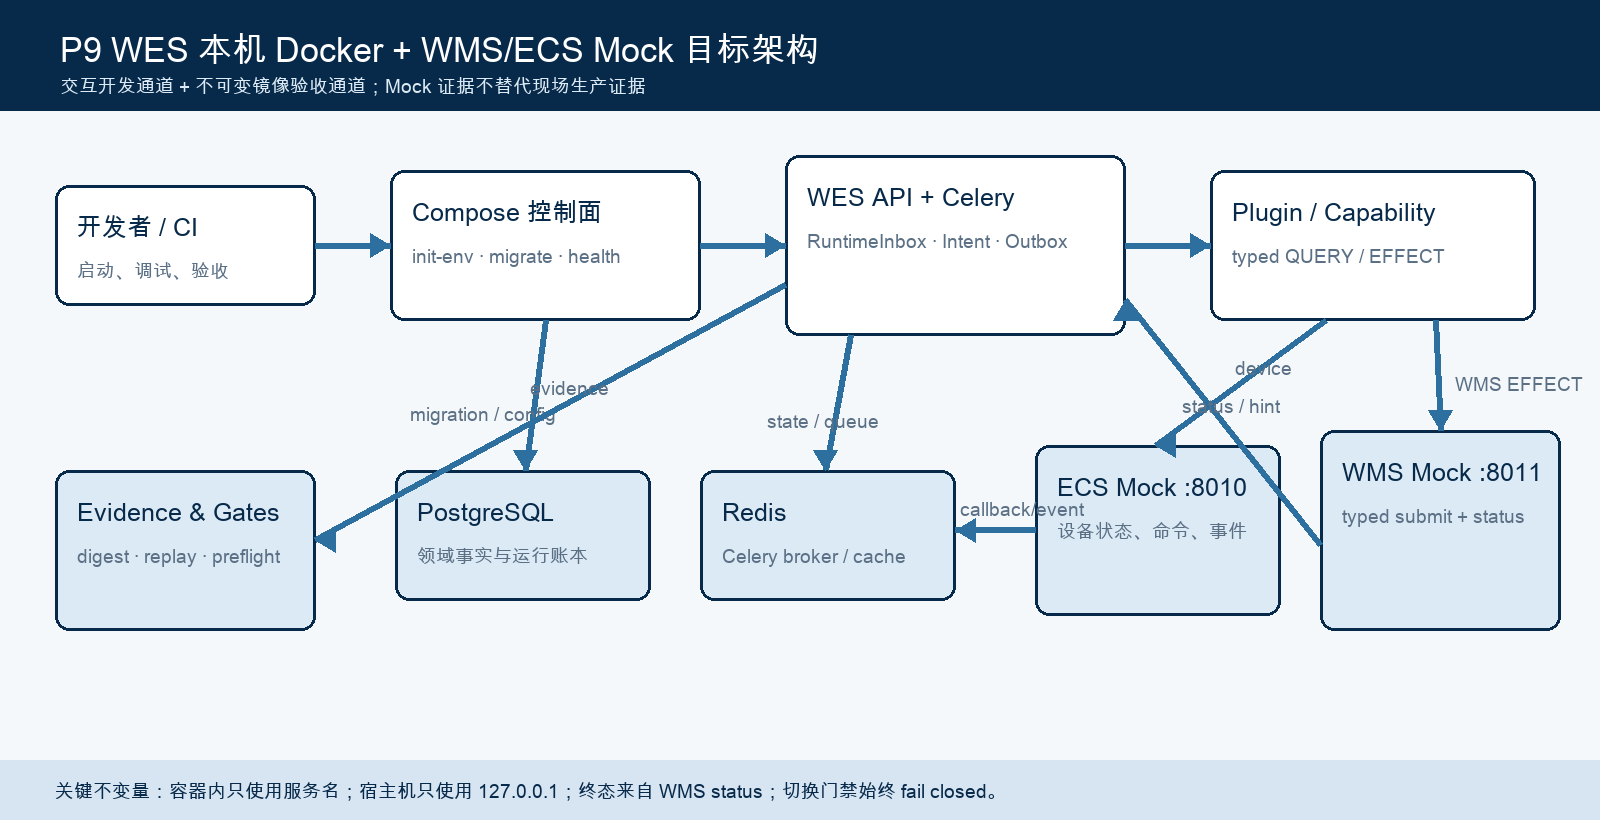 P9 WES 本机 Docker + WMS/ECS Mock 目标架构
交互开发通道 + 不可变镜像验收通道；Mock 证据不替代现场生产证据
开发者 / CI
启动、调试、验收
Compose 控制面
init-env · migrate · health
WES API + Celery
RuntimeInbox · Intent · Outbox
Plugin / Capability
typed QUERY / EFFECT
evidence
migration / config
state / queue
device
status / hint
WMS EFFECT
Evidence & Gates
digest · replay · preflight
PostgreSQL
领域事实与运行账本
Redis
Celery broker / cache
callback/event
ECS Mock :8010
设备状态、命令、事件
WMS Mock :8011
typed submit + status
关键不变量：容器内只使用服务名；宿主机只使用 127.0.0.1；终态来自 WMS status；切换门禁始终 fail closed。